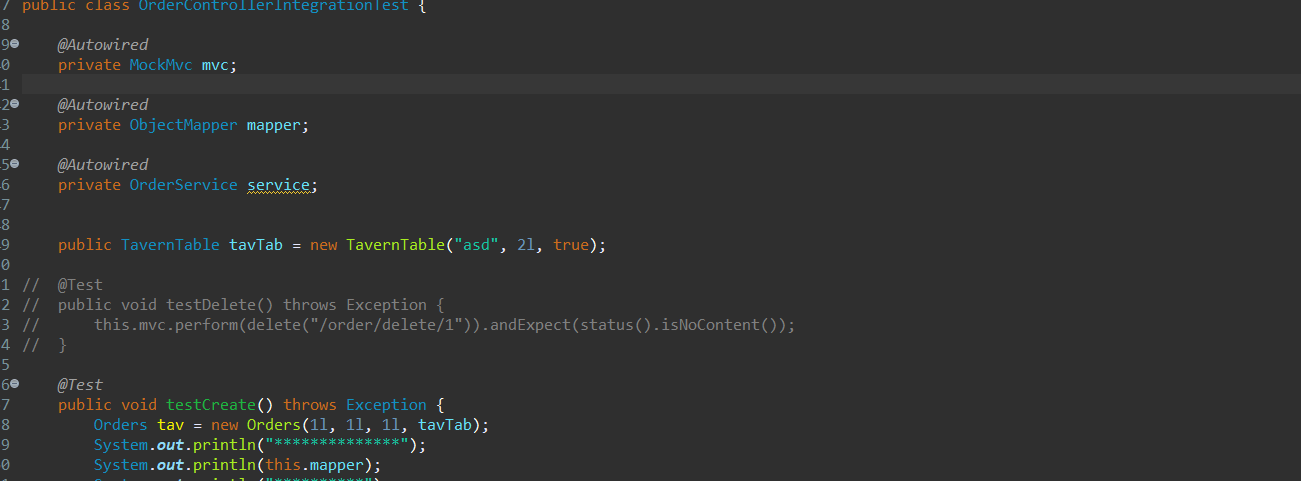 7 public class OrderControllerIntegrationTest {
8
9 @Autowired
0 private MockMvc mvc;
1
2 @Autowired
3 private ObjectMapper mapper;
4
5 @Autowired
6 private OrderService service;
7
8
9 public TavernTable tavTab = new TavernTable("asd", 2l, true);
0
1 // @Test
2 // public void testDelete() throws Exception {
3 // this.mvc.perform(delete("/order/delete/1")).andExpect(status().isNoContent());
4 // }
5
6 @Test
7 public void testCreate() throws Exception {
8 Orders tav = new Orders(1l, 1l, 1l, tavTab);
9 System.out.println("**************");
0 System.out.println(this.mapper);